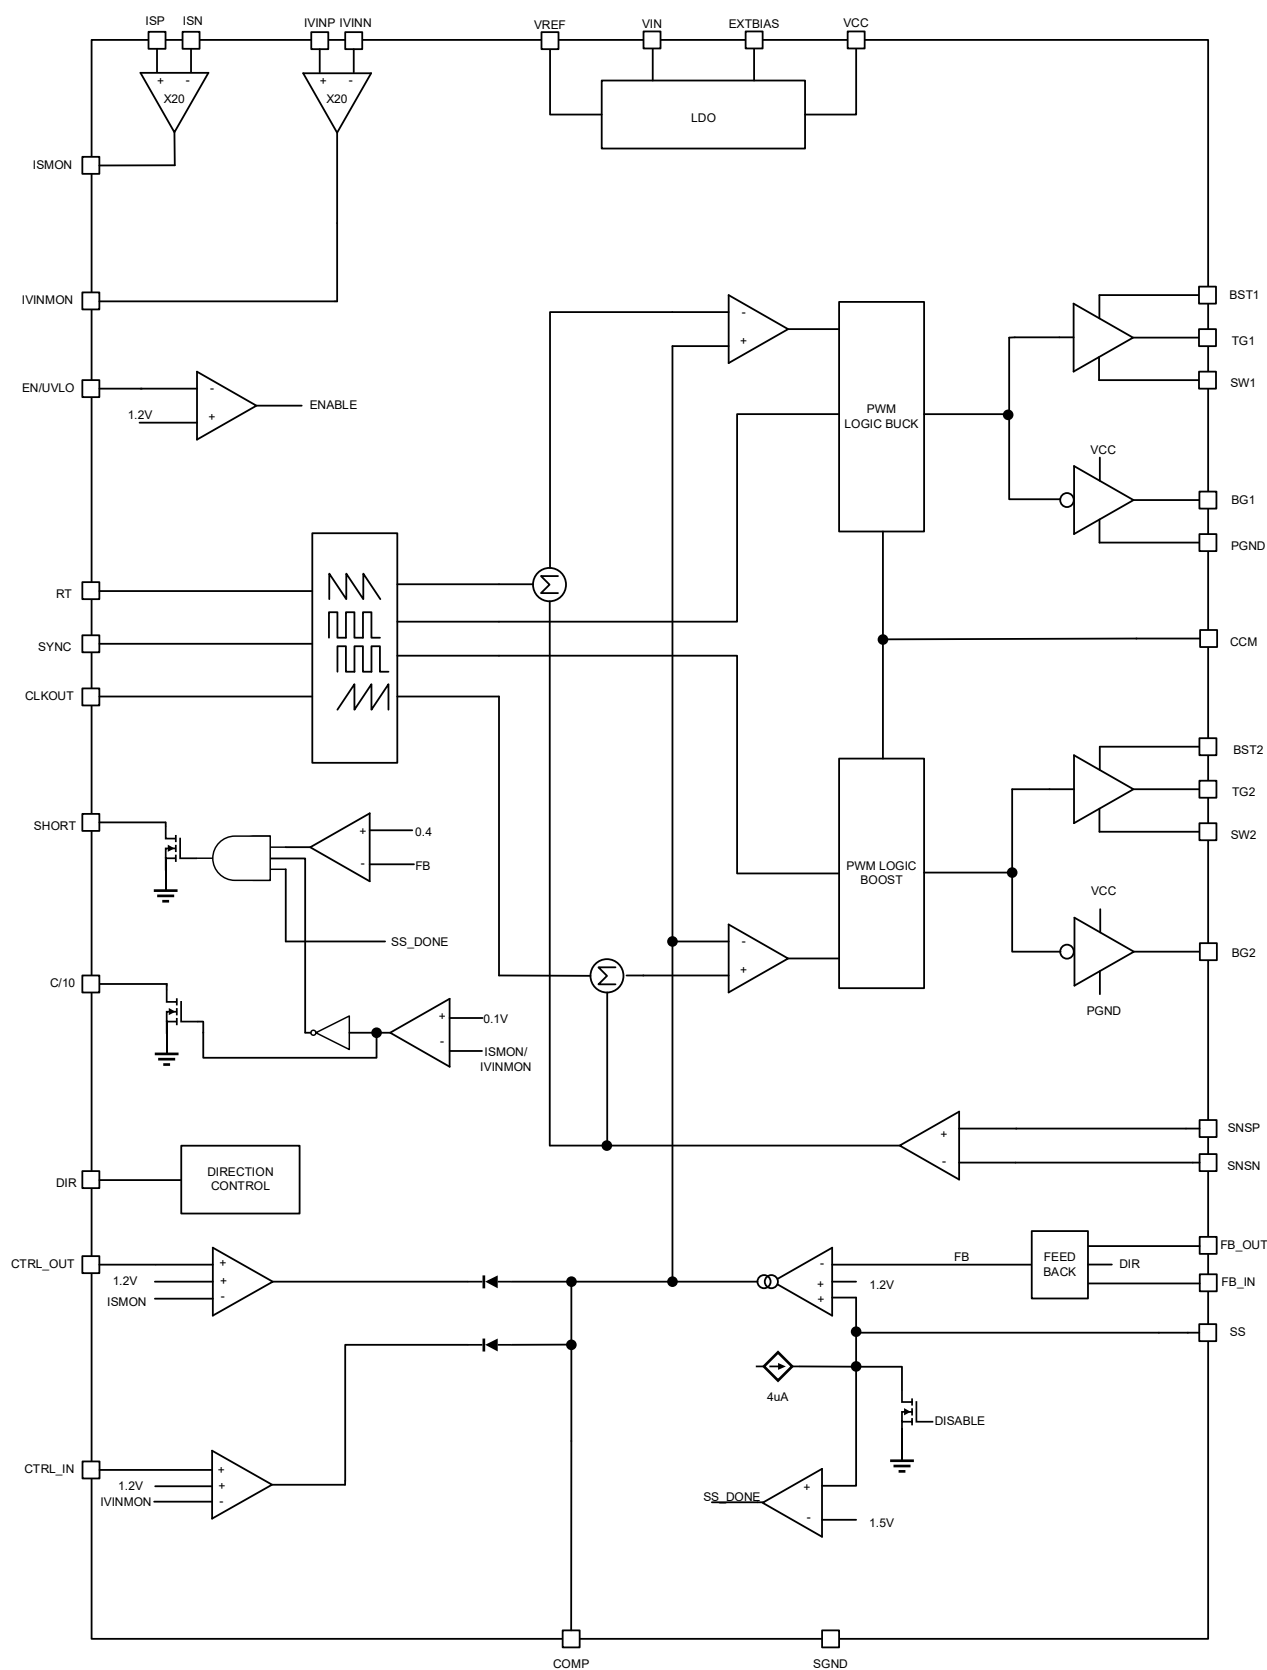 ISP
ISN
IVINP
IVINN
VREF
VIN
EXTBIAS
VCC
+
-
X20
+
-
X20
LDO
ISMON
IVINMON
BST1
TG1
SW1
-
+
EN/UVLO
1.2V
-
+
ENABLE
PWM
LOGIC BUCK
VCC
BG1
PGND
RT
Σ
SYNC
CCM
CLKOUT
BST2
TG2
SW2
SHORT
+
-
0.4
FB
PWM LOGIC
BOOST
VCC
SS_DONE
-
+
BG2
PGND
C/10
Σ
+
-
0.1V
ISMON/
IVINMON
SNSP
SNSN
+
-
DIR
DIRECTION
CONTROL
CTRL_OUT
1.2V
ISMON
+
+
-
-
+
+
FB
1.2V
FEED
BACK
DIR
FB_OUT
FB_IN
SS
4uA
DISABLE
CTRL_IN
1.2V
IVINMON
+
+
-
SS_DONE
+
-
1.5V
COMP
SGND